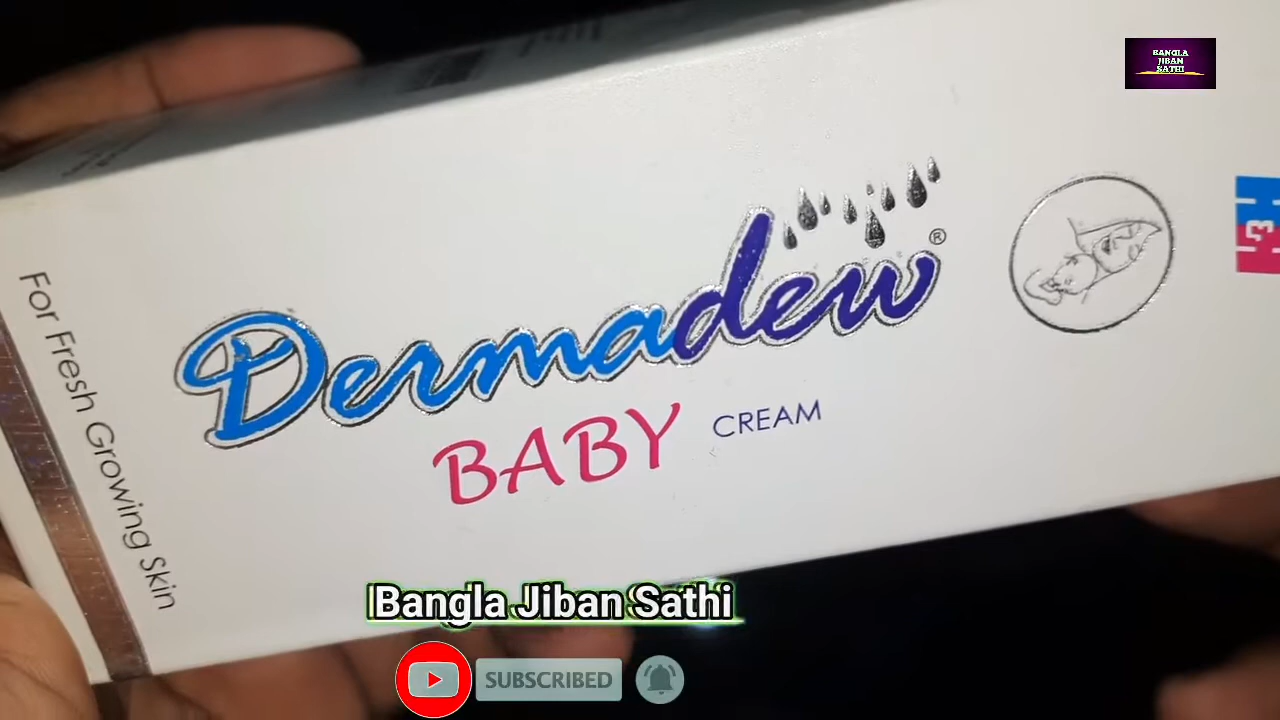 BANGLA
JIBAN
SATHI
Dermadew®
BABY CREAM
For Fresh Growing Skin
Bangla Jiban Sathi
SUBSCRIBED